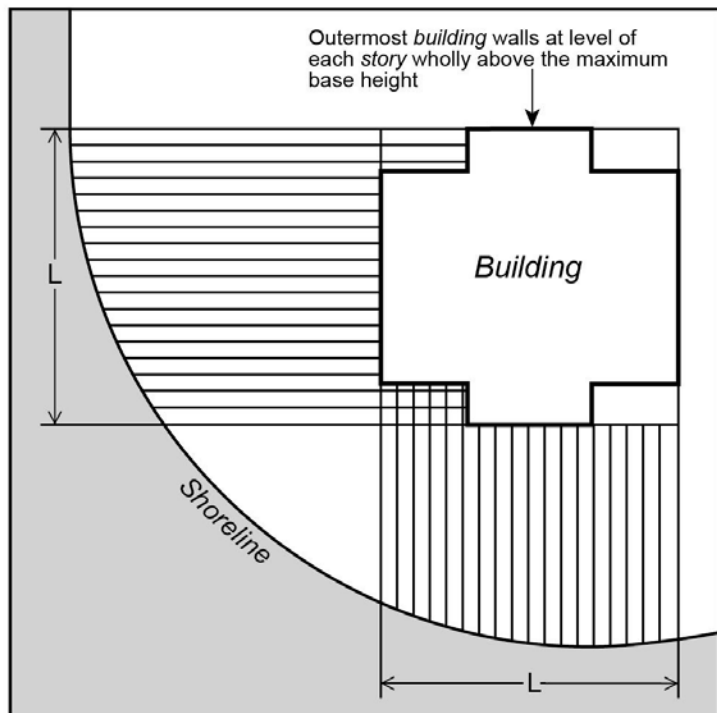 Outermost building walls at level of
each story wholly above the maximum
base height
L
Building
Shoreline
L